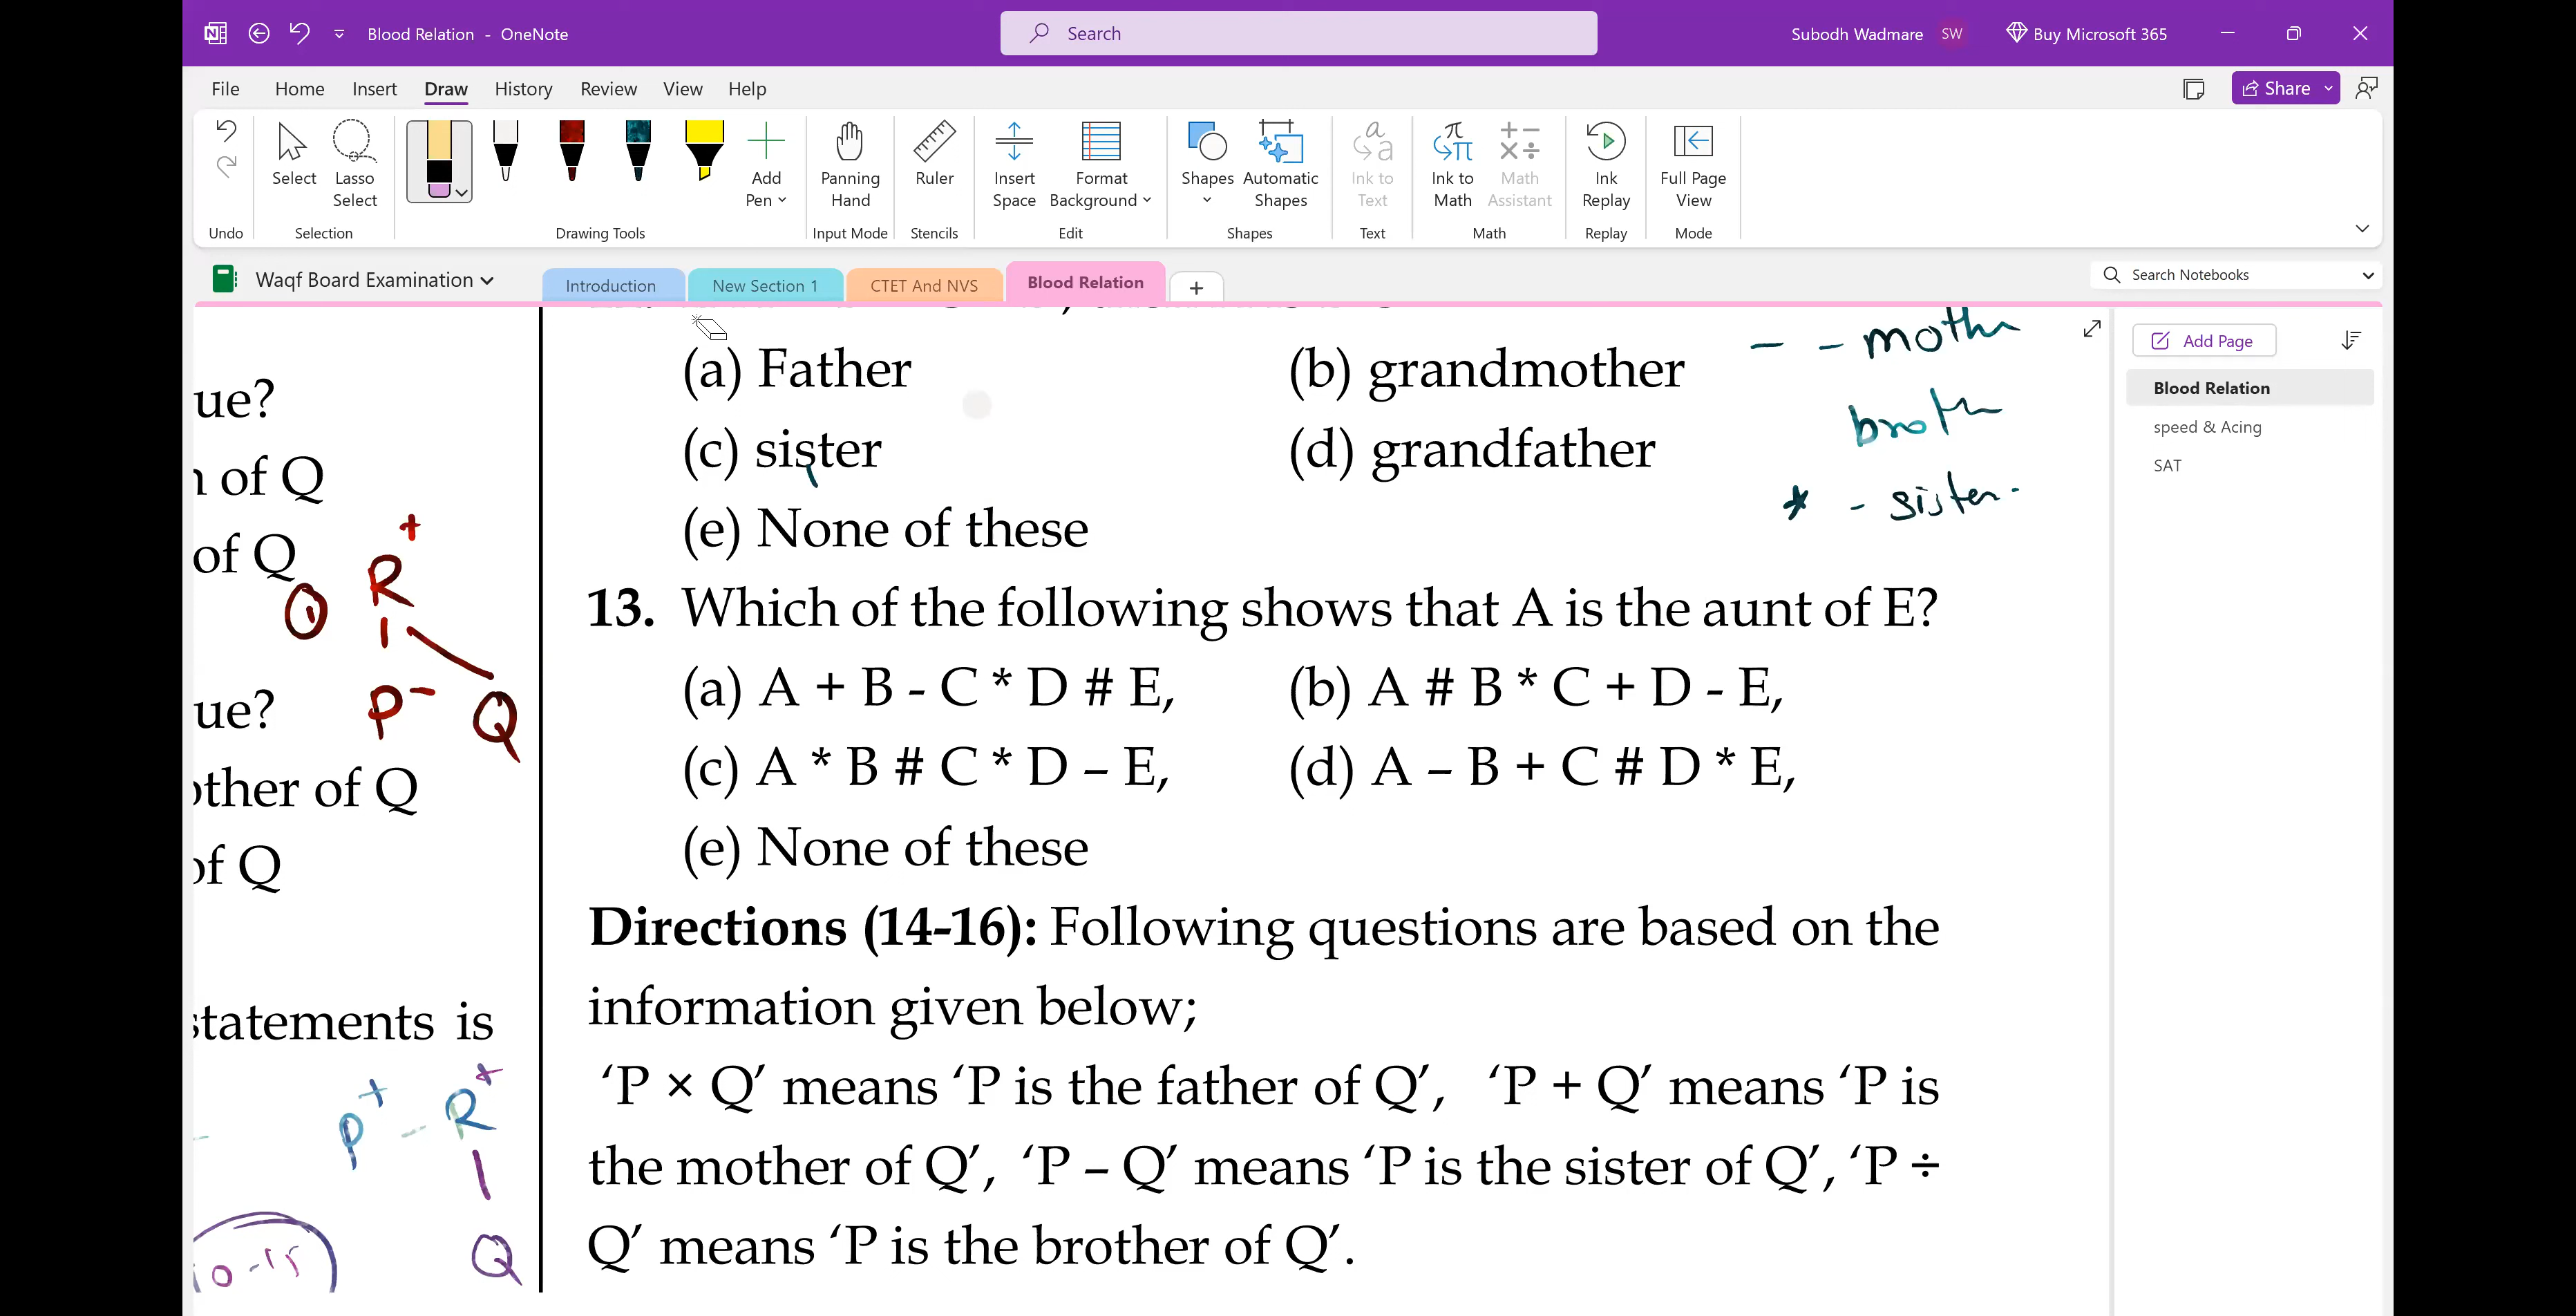 Blood Relation - OneNote
Search
Subodh Wadmare SW
Buy Microsoft 365
File Home Insert Draw History Review View Help
Share
Select
Lasso Select
Add Pen
Panning Hand
Ruler
Insert Space
Format Background
Shapes
Automatic Shapes
Ink to Text
Ink to Math
Math Assistant
Ink Replay
Full Page View
Undo Selection Drawing Tools Input Mode Stencils Edit Shapes Text Math Replay Mode
Waqf Board Examination
Introduction New Section 1 CTET And NVS Blood Relation +
Search Notebooks
Add Page
Blood Relation
speed & Acing
SAT
ue?
of Q
of Q
R+
P- Q
ue?
other of Q
of Q
statements is
P+ - R+
Q
(a) Father (b) grandmother
(c) sister (d) grandfather
(e) None of these
* - sister
13. Which of the following shows that A is the aunt of E?
(a) A + B - C * D # E, (b) A # B * C + D - E,
(c) A * B # C * D – E, (d) A – B + C # D * E,
(e) None of these
Directions (14-16): Following questions are based on the
information given below;
‘P × Q’ means ‘P is the father of Q’, ‘P + Q’ means ‘P is
the mother of Q’, ‘P – Q’ means ‘P is the sister of Q’, ‘P ÷
Q’ means ‘P is the brother of Q’.